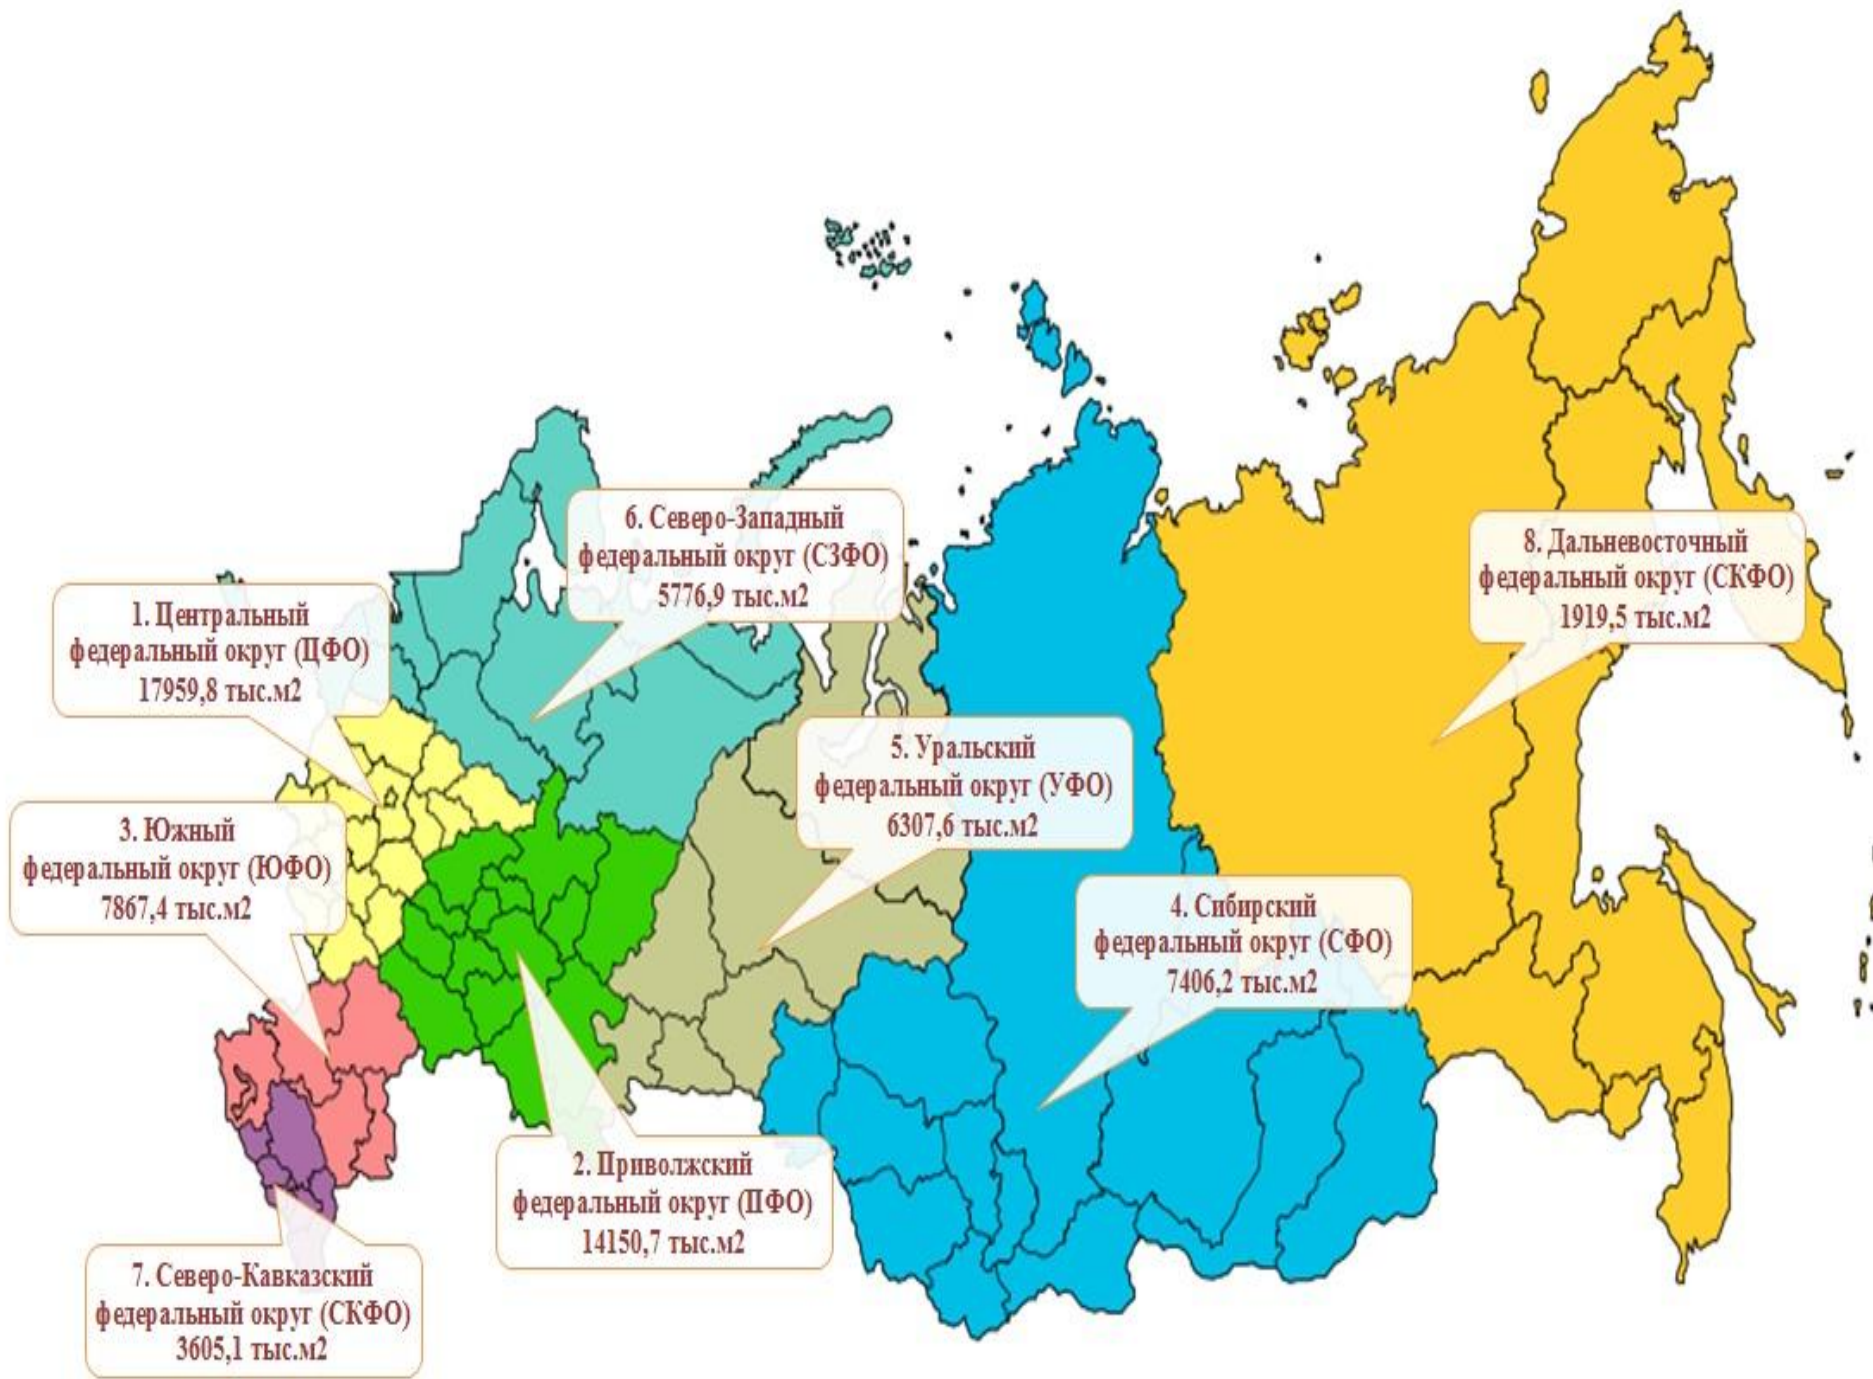 6. Северо-Западный
федеральный округ (СЗФО)
5776,9 тыс.м2
8. Дальневосточный
федеральный округ (СКФО)
1919,5 тыс.м2
1. Центральный
федеральный округ (ЦФО)
17959,8 тыс.м2
5. Уральский
федеральный округ (УФО)
6307,6 тыс.м2
3. Южный
федеральный округ (ЮФО)
7867,4 тыс.м2
4. Сибирский
федеральный округ (СФО)
7406,2 тыс.м2
2. Приволжский
федеральный округ (ПФО)
14150,7 тыс.м2
7. Северо-Кавказский
федеральный округ (СКФО)
3605,1 тыс.м2